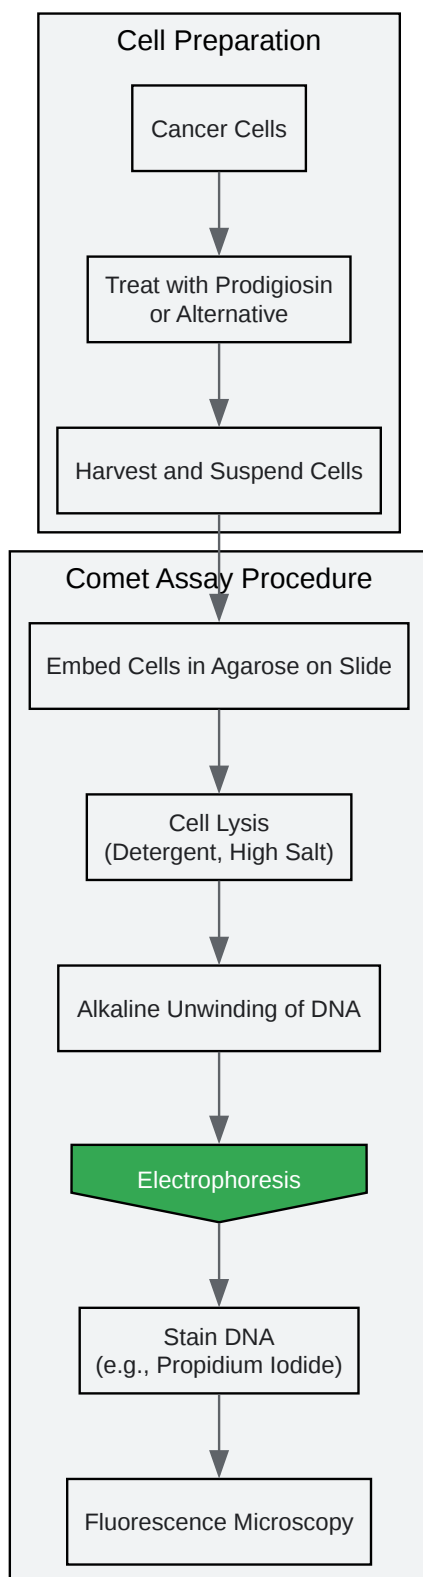 Cell Preparation
Cancer Cells
Treat with Prodigiosin
or Alternative
Harvest and Suspend Cells
Comet Assay Procedure
Embed Cells in Agarose on Slide
Cell Lysis
(Detergent, High Salt)
Alkaline Unwinding of DNA
Electrophoresis
Stain DNA
(e.g., Propidium Iodide)
Fluorescence Microscopy